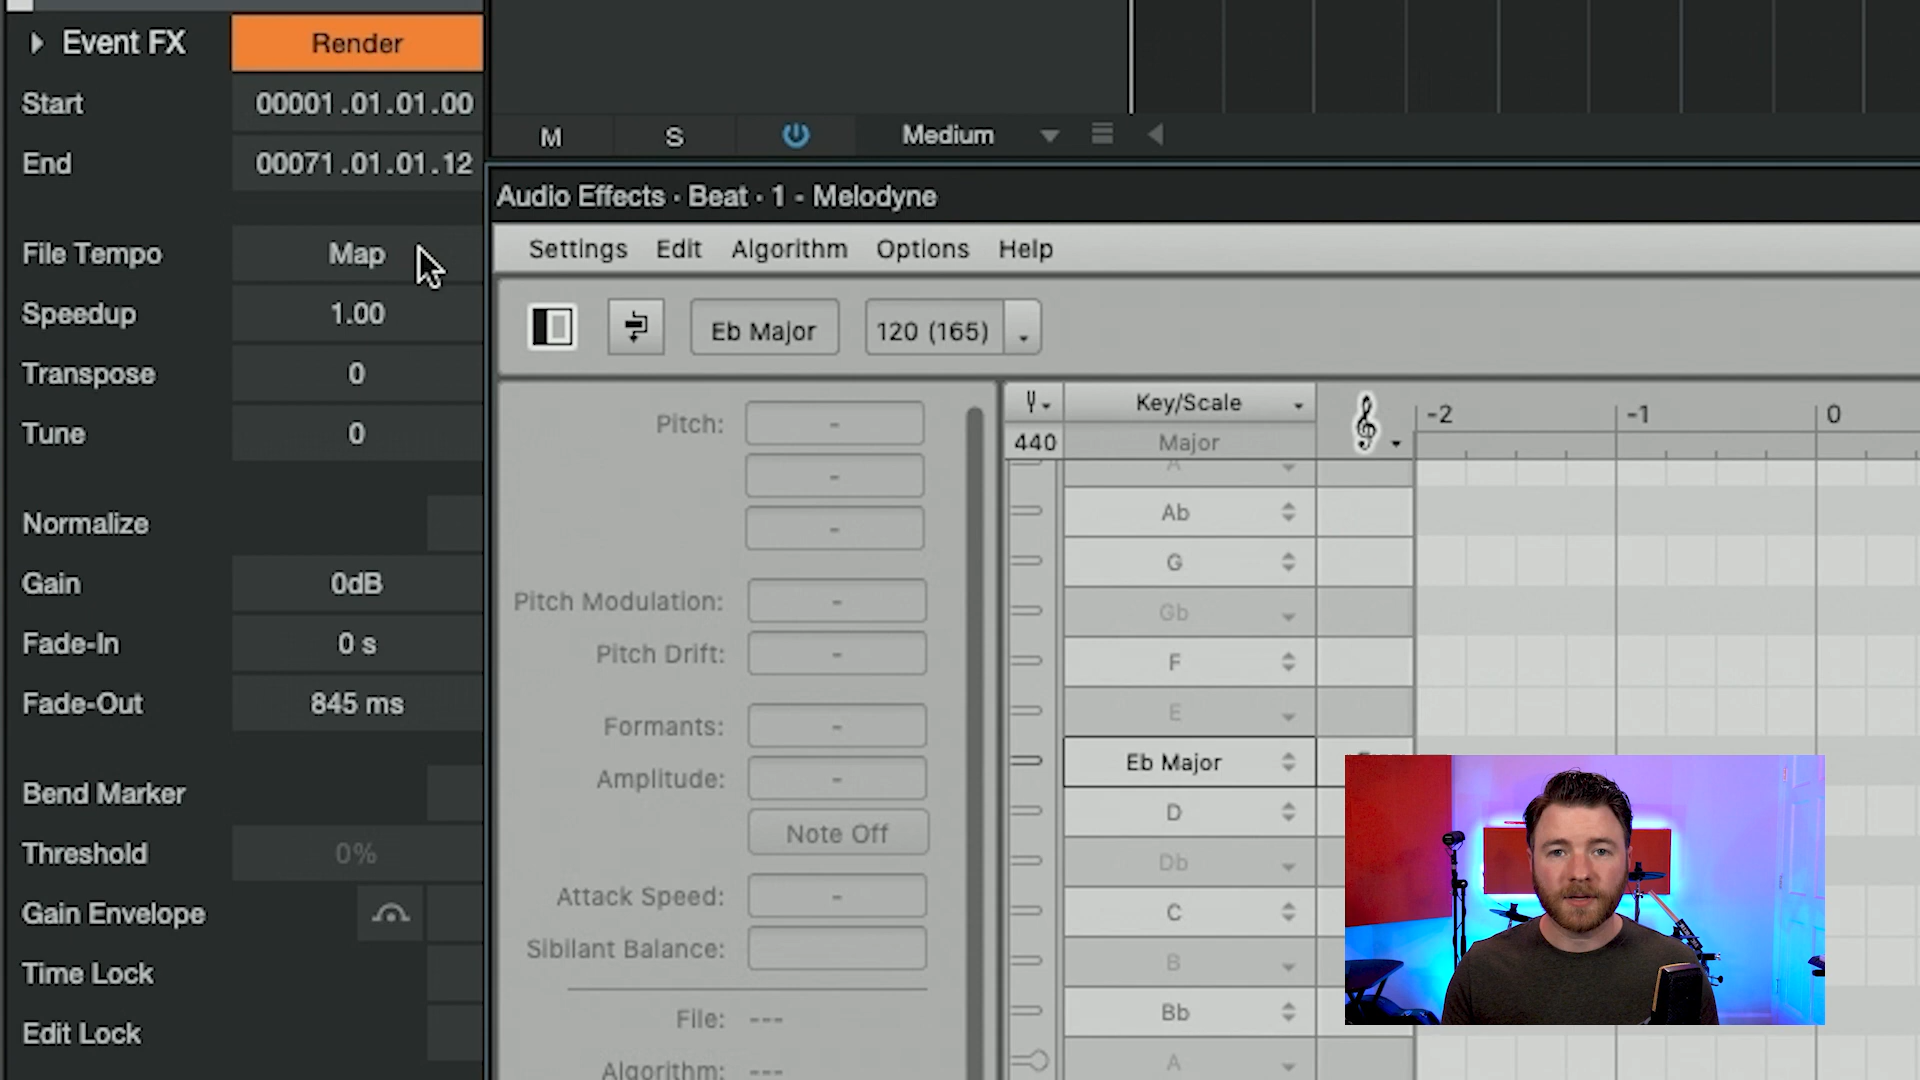 Event FX
Render
Start
00001.01.01.00
End
00071.01.01.12
File Tempo
Map
Speedup
1.00
Transpose
0
Tune
0
Normalize
Gain
0dB
Fade-In
0 s
Fade-Out
845 ms
Bend Marker
Threshold
0%
Gain Envelope
Time Lock
Edit Lock
M S Medium
Audio Effects · Beat · 1 - Melodyne
Settings Edit Algorithm Options Help
Eb Major 120 (165)
Pitch: -
-
-
Pitch Modulation: -
Pitch Drift: -
Formants: -
Amplitude: -
Note Off
Attack Speed: -
Sibilant Balance:
File: ---
Algorithm: ---
Key/Scale
440 Major
-2 -1 0
A
Ab
G
Gb
F
E
Eb Major
D
Db
C
B
Bb
A